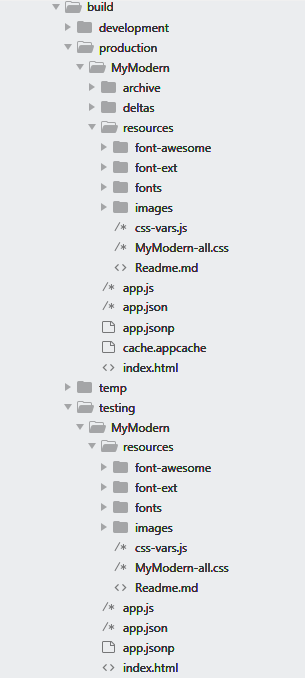 build
development
production
MyModern
archive
deltas
resources
font-awesome
font-ext
fonts
images
/* css-vars.js
/* MyModern-all.css
<> Readme.md
/* app.js
/* app.json
app.jsonp
cache.appcache
<> index.html
temp
testing
MyModern
resources
font-awesome
font-ext
fonts
images
/* css-vars.js
/* MyModern-all.css
<> Readme.md
/* app.js
/* app.json
app.jsonp
<> index.html